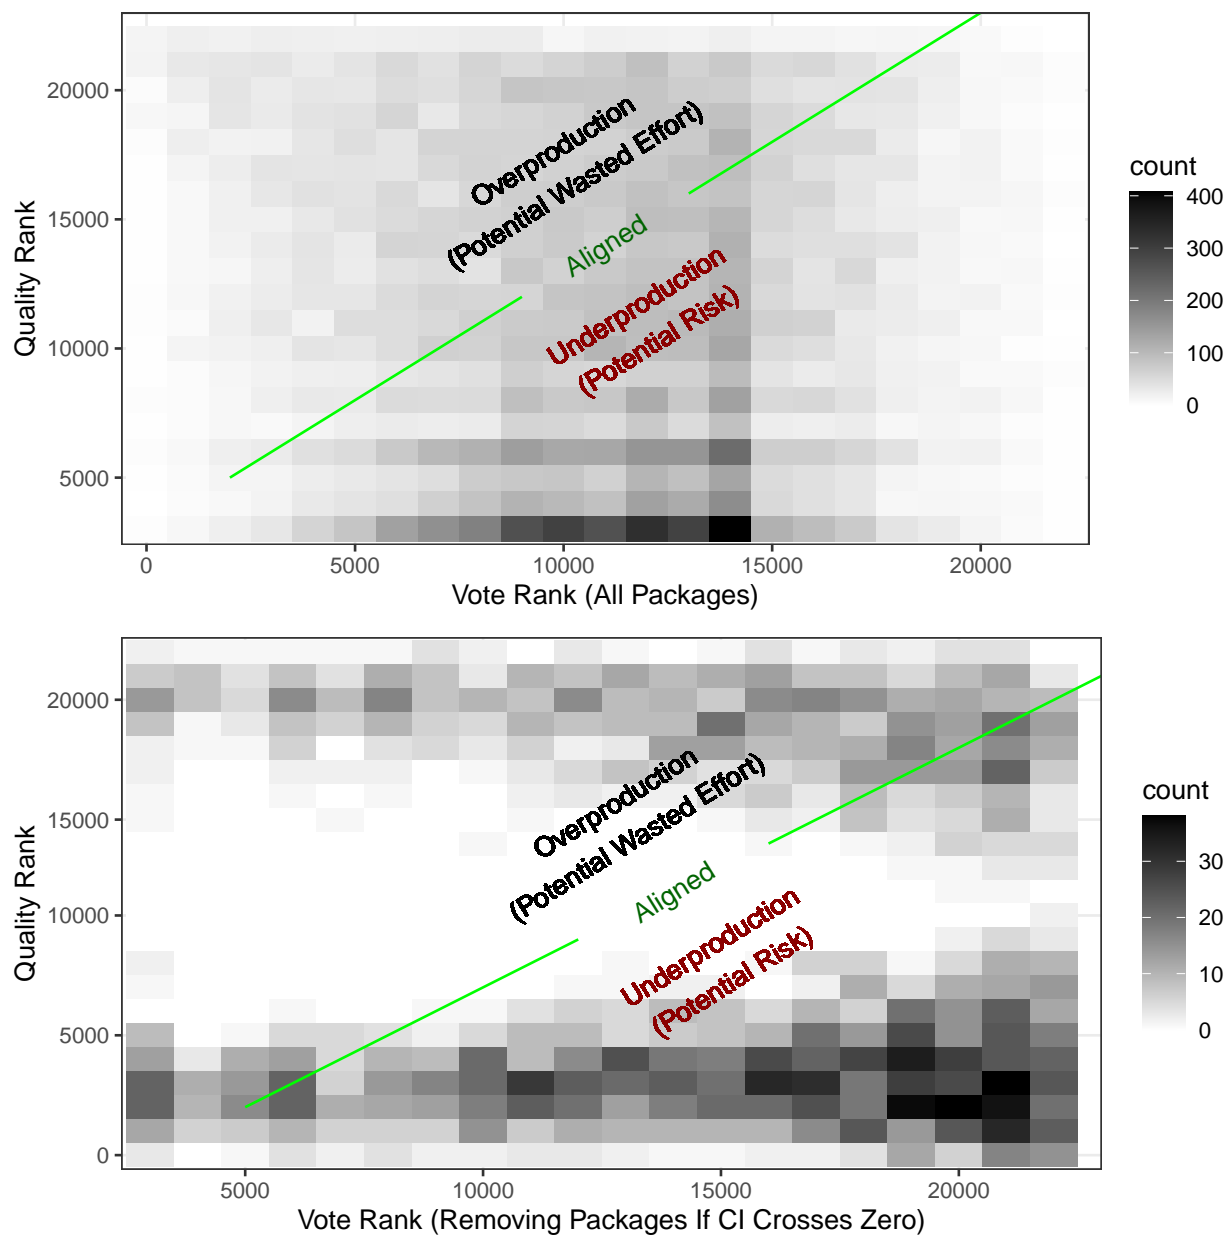 20000
15000
10000
5000
Quality Rank
Overproduction
(Potential Wasted Effort)
Aligned
Underproduction
(Potential Risk)
0
5000
10000
15000
20000
Vote Rank (All Packages)
count
400
300
200
100
0
20000
15000
10000
5000
0
Quality Rank
Overproduction
(Potential Wasted Effort)
Aligned
Underproduction
(Potential Risk)
5000
10000
15000
20000
Vote Rank (Removing Packages If CI Crosses Zero)
count
30
20
10
0